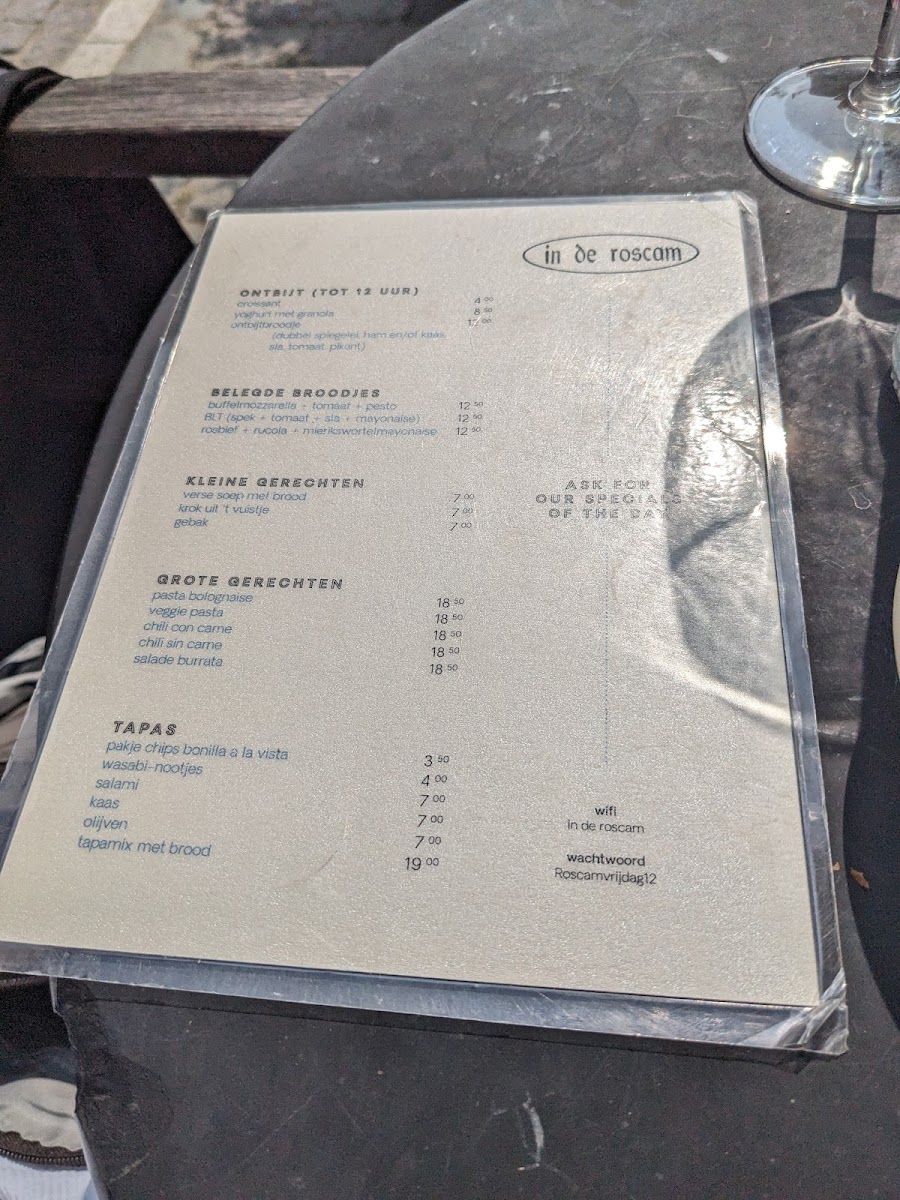 in de roscam
ONTBIJT (TOT 12 UUR)
croissant 4 00
yoghurt met granola 8 50
ontbijtbroodje 12 00
(dubbel spiegelei, ham en/of kaas,
sla, tomaat, pikant)
BELEGDE BROODJES
buffelmozzarella + tomaat + pesto 12 50
BLT (spek + tomaat + sla + mayonaise) 12 50
rosbief + rucola + mierikswortelmayonaise 12 50
KLEINE GERECHTEN
verse soep met brood 7 00
krok uit 't vuistje 7 00
gebak 7 00
ASK FOR
OUR SPECIALS
OF THE DAY
GROTE GERECHTEN
pasta bolognaise 18 50
veggie pasta 18 50
chili con carne 18 50
chili sin carne 18 50
salade burrata 18 50
TAPAS
pakje chips bonilla a la vista 3 50
wasabi-nootjes 4 00
salami 7 00
kaas 7 00
olijven 7 00
tapamix met brood 19 00
wifi
in de roscam
wachtwoord
Roscamvrijdag12